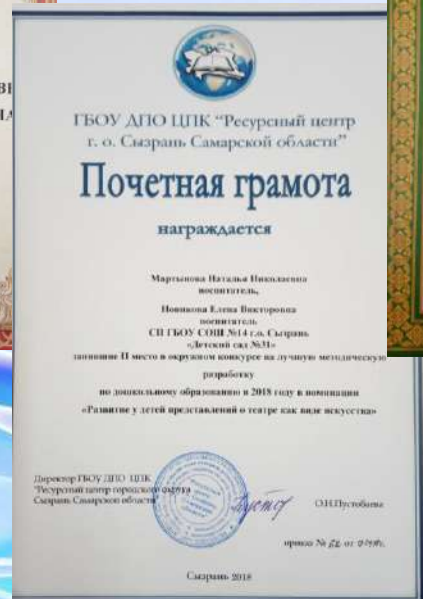 ГБОУ ДПО ЦПК "Ресурсный центр
г. о. Сызрань Самарской области"
Почетная грамота
награждается
Мартынова Наталья Николаевна
воспитатель,
Новикова Елена Викторовна
воспитатель
СП ГБОУ СОШ №14 г.о. Сызрань
«Детский сад №31»
занявшие II место в окружном конкурсе на лучшую методическую
разработку
по дошкольному образованию в 2018 году в номинации
«Развитие у детей представлений о театре как виде искусства»
Директор ГБОУ ДПО ЦПК
"Ресурсный центр городского округа
Сызрань Самарской области"
О.Н.Пустобаева
приказ № от
Сызрань 2018